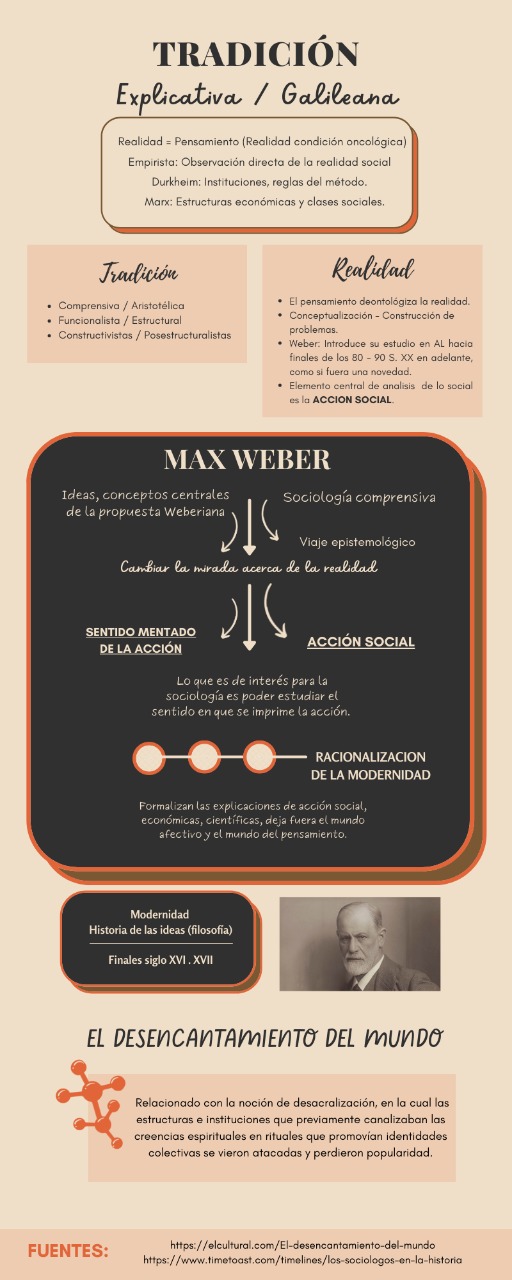 TRADICIÓN
Explicativa / Galileana
Realidad = Pensamiento (Realidad condición oncológica)
Empirista: Observación directa de la realidad social
Durkheim: Instituciones, reglas del método.
Marx: Estructuras económicas y clases sociales.
Tradición
Comprensiva / Aristotélica
Funcionalista / Estructural
Constructivistas / Posestructuralistas
Realidad
El pensamiento deontológiza la realidad.
Conceptualización - Construcción de
problemas.
Weber: Introduce su estudio en AL hacia
finales de los 80 - 90 S. XX en adelante,
como si fuera una novedad.
Elemento central de analisis de lo social
es la ACCION SOCIAL.
MAX WEBER
Ideas, conceptos centrales
de la propuesta Weberiana
Sociología comprensiva
Viaje epistemológico
Cambiar la mirada acerca de la realidad
SENTIDO MENTADO
DE LA ACCIÓN
ACCIÓN SOCIAL
Lo que es de interés para la
sociología es poder estudiar el
sentido en que se imprime la acción.
RACIONALIZACION
DE LA MODERNIDAD
Formalizan las explicaciones de acción social,
económicas, científicas, deja fuera el mundo
afectivo y el mundo del pensamiento.
Modernidad
Historia de las ideas (filosofía)
Finales siglo XVI . XVII
EL DESENCANTAMIENTO DEL MUNDO
Relacionado con la noción de desacralización, en la cual las
estructuras e instituciones que previamente canalizaban las
creencias espirituales en rituales que promovían identidades
colectivas se vieron atacadas y perdieron popularidad.
FUENTES:
https://elcultural.com/El-desencantamiento-del-mundo
https://www.timetoast.com/timelines/los-sociologos-en-la-historia